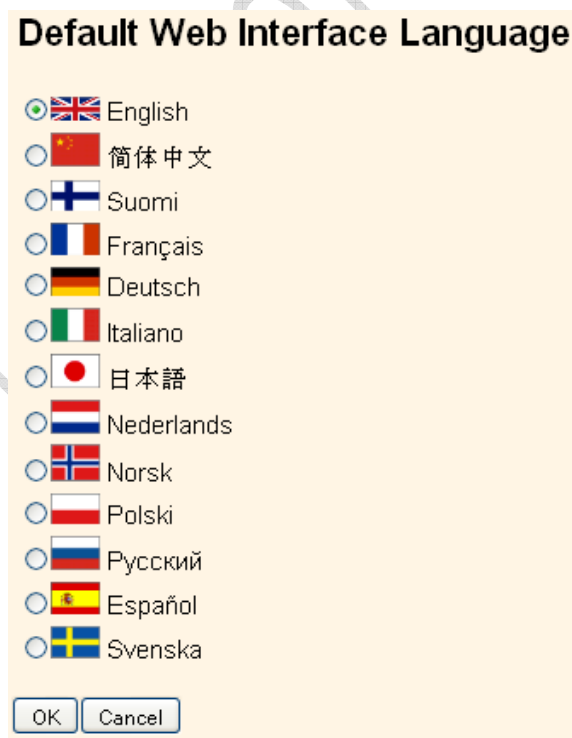 Default Web Interface Language
English
简体中文
Suomi
Français
Deutsch
Italiano
日本語
Nederlands
Norsk
Polski
Русский
Español
Svenska
OK Cancel